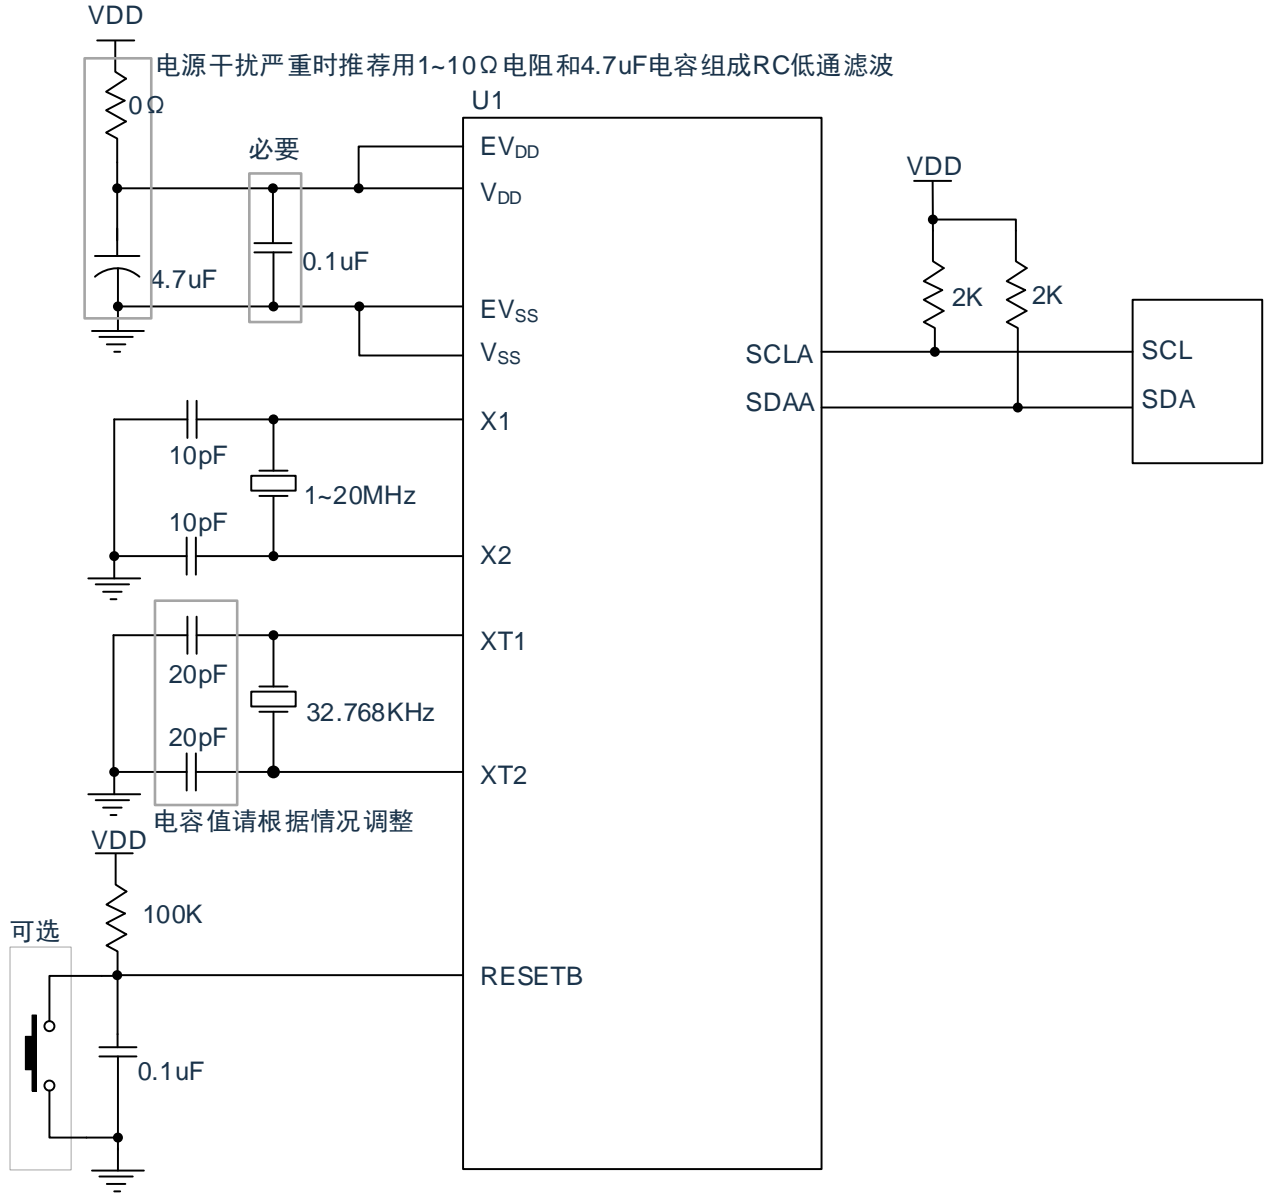 VDD
电源干扰严重时推荐用1~10Ω电阻和4.7uF电容组成RC低通滤波
0Ω
U1
必要
EVDD
VDD
0.1uF
4.7uF
EVSS
VSS
VDD
2K
2K
SCLA
SCL
SDAA
SDA
X1
10pF
1~20MHz
10pF
X2
XT1
20pF
32.768KHz
20pF
XT2
电容值请根据情况调整
VDD
100K
可选
RESETB
0.1uF